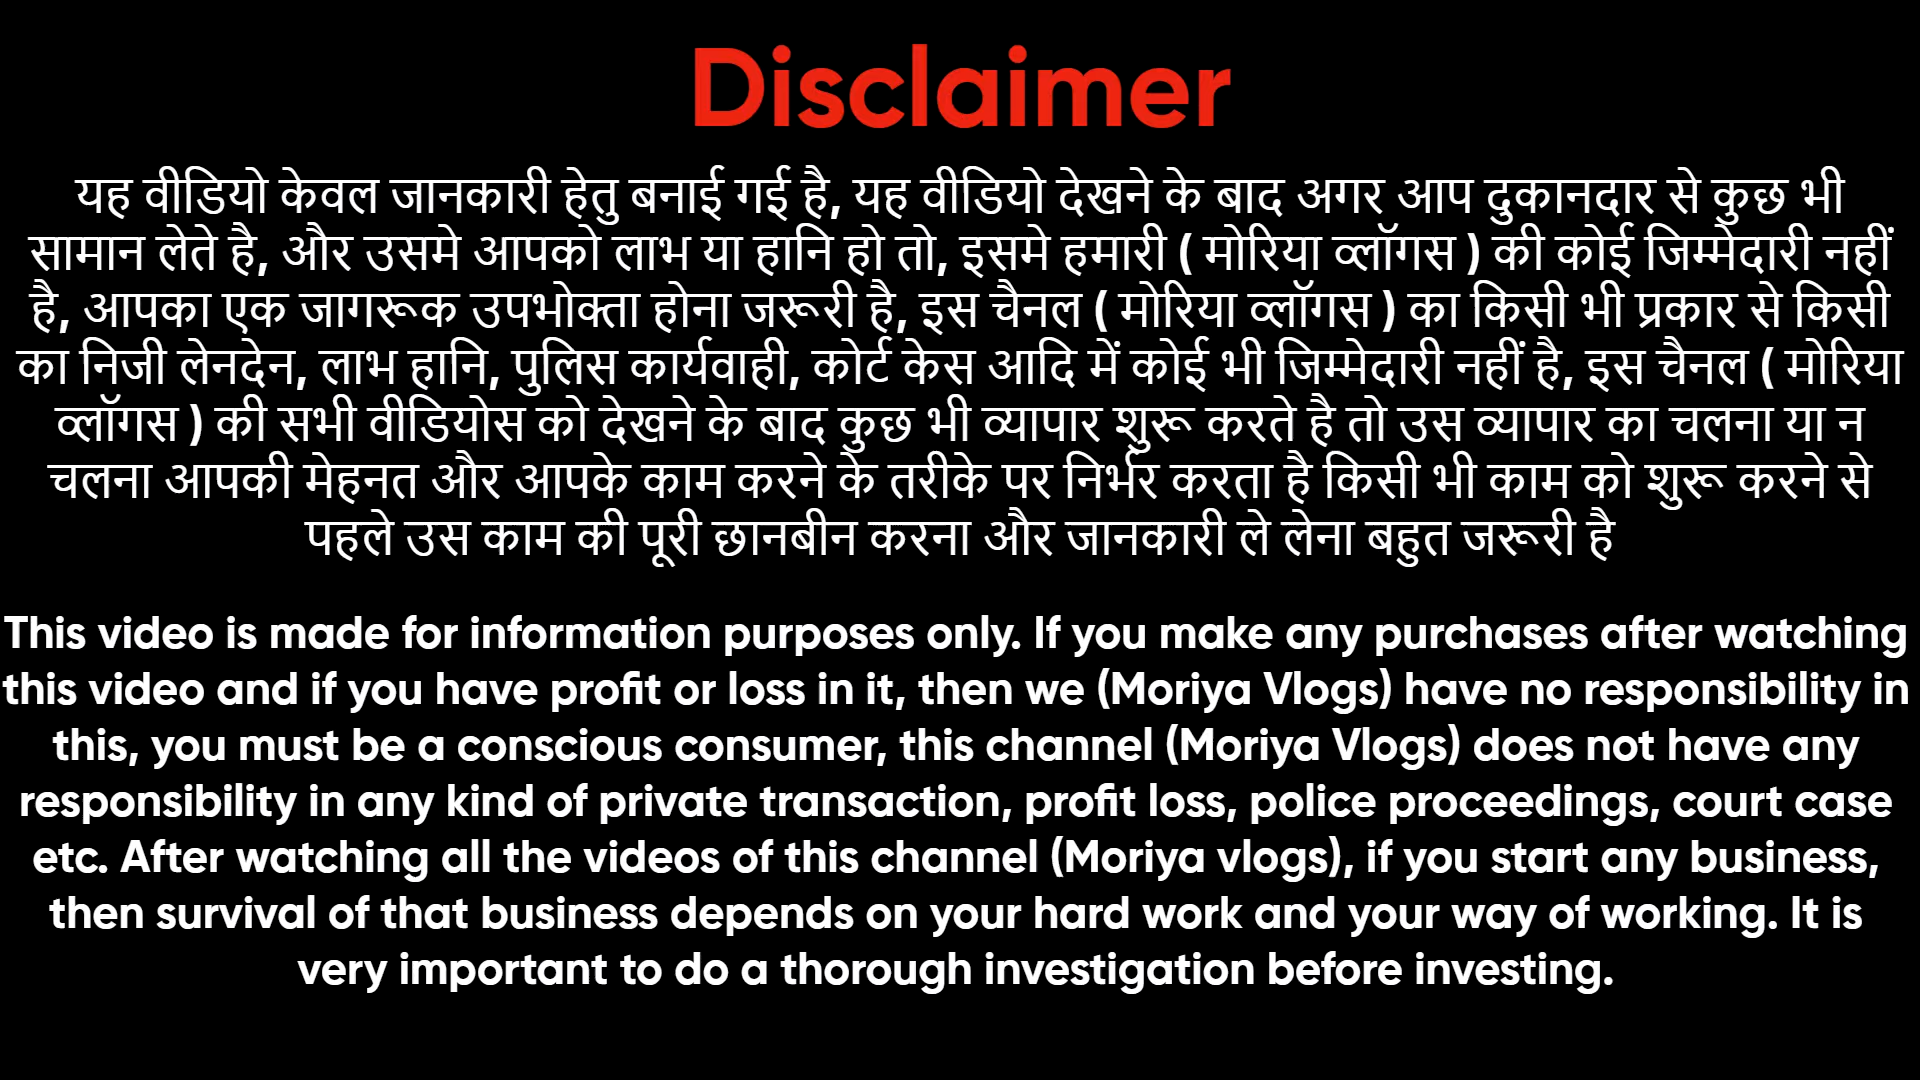 Disclaimer
यह वीडियो केवल जानकारी हेतु बनाई गई है, यह वीडियो देखने के बाद अगर आप दुकानदार से कुछ भी
सामान लेते है, और उसमे आपको लाभ या हानि हो तो, इसमे हमारी ( मोरिया व्लॉगस ) की कोई जिम्मेदारी नहीं
है, आपका एक जागरूक उपभोक्ता होना जरूरी है, इस चैनल ( मोरिया व्लॉगस ) का किसी भी प्रकार से किसी
का निजी लेनदेन, लाभ हानि, पुलिस कार्यवाही, कोर्ट केस आदि में कोई भी जिम्मेदारी नहीं है, इस चैनल ( मोरिया
व्लॉगस ) की सभी वीडियोस को देखने के बाद कुछ भी व्यापार शुरू करते है तो उस व्यापार का चलना या न
चलना आपकी मेहनत और आपके काम करने के तरीके पर निर्भर करता है किसी भी काम को शुरू करने से
पहले उस काम की पूरी छानबीन करना और जानकारी ले लेना बहुत जरूरी है
This video is made for information purposes only. If you make any purchases after watching
this video and if you have profit or loss in it, then we (Moriya Vlogs) have no responsibility in
this, you must be a conscious consumer, this channel (Moriya Vlogs) does not have any
responsibility in any kind of private transaction, profit loss, police proceedings, court case
etc. After watching all the videos of this channel (Moriya vlogs), if you start any business,
then survival of that business depends on your hard work and your way of working. It is
very important to do a thorough investigation before investing.